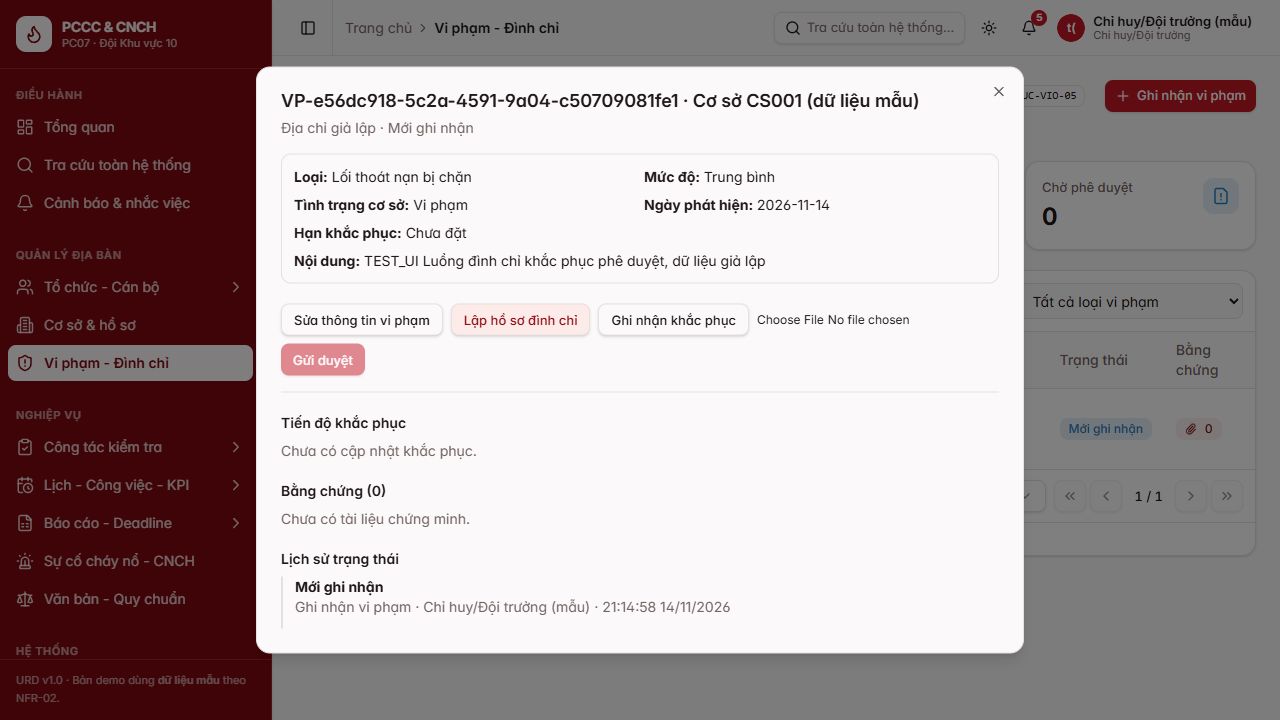 PCCC & CNCH
PC07 · Đội Khu vực 10
ĐIỀU HÀNH
Tổng quan
Tra cứu toàn hệ thống
Cảnh báo & nhắc việc
QUẢN LÝ ĐỊA BÀN
Tổ chức - Cán bộ
Cơ sở & hồ sơ
Vi phạm - Đình chỉ
NGHIỆP VỤ
Công tác kiểm tra
Lịch - Công việc - KPI
Báo cáo - Deadline
Sự cố cháy nổ - CNCH
Văn bản - Quy chuẩn
HỆ THỐNG
URD v1.0 · Bản demo dùng dữ liệu mẫu theo
NFR-02.
Trang chủ > Vi phạm - Đình chỉ
Tra cứu toàn hệ thống...
5
t(
Chỉ huy/Đội trưởng (mẫu)
Chỉ huy/Đội trưởng
UC-VIO-05
Ghi nhận vi phạm
Chờ phê duyệt
0
Tất cả loại vi phạm
Trạng thái
Bằng
chứng
Mới ghi nhận
0
1 / 1
VP-e56dc918-5c2a-4591-9a04-c50709081fe1 · Cơ sở CS001 (dữ liệu mẫu)
Địa chỉ giả lập · Mới ghi nhận
Loại: Lối thoát nạn bị chặn
Mức độ: Trung bình
Tình trạng cơ sở: Vi phạm
Ngày phát hiện: 2026-11-14
Hạn khắc phục: Chưa đặt
Nội dung: TEST_UI Luồng đình chỉ khắc phục phê duyệt, dữ liệu giả lập
Sửa thông tin vi phạm
Lập hồ sơ đình chỉ
Ghi nhận khắc phục
Choose File No file chosen
Gửi duyệt
Tiến độ khắc phục
Chưa có cập nhật khắc phục.
Bằng chứng (0)
Chưa có tài liệu chứng minh.
Lịch sử trạng thái
Mới ghi nhận
Ghi nhận vi phạm · Chỉ huy/Đội trưởng (mẫu) · 21:14:58 14/11/2026